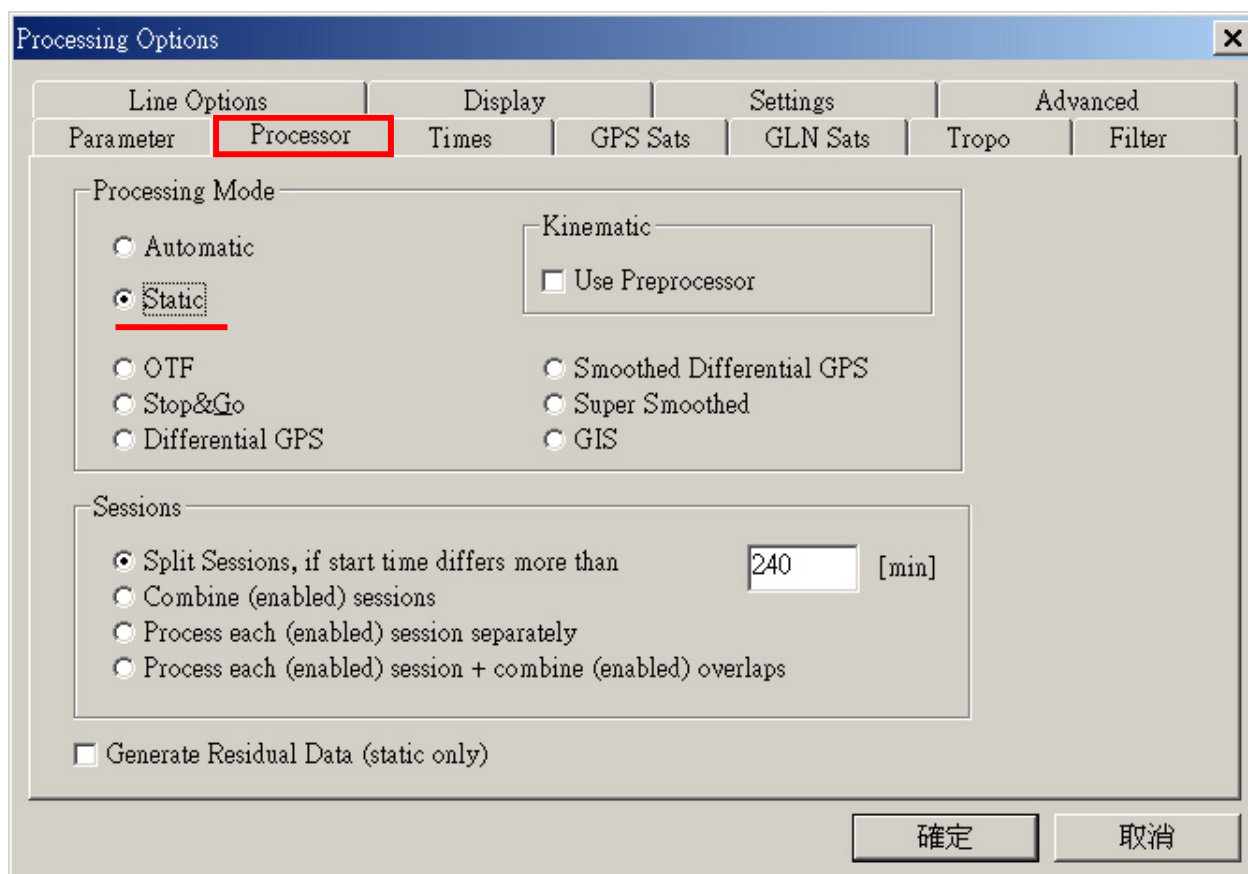 Processing Options
Line Options Display Settings Advanced
Parameter Processor Times GPS Sats GLN Sats Tropo Filter
Processing Mode
Automatic
Static
OTF
Stop&Go
Differential GPS
Kinematic
Use Preprocessor
Smoothed Differential GPS
Super Smoothed
GIS
Sessions
Split Sessions, if start time differs more than 240 [min]
Combine (enabled) sessions
Process each (enabled) session separately
Process each (enabled) session + combine (enabled) overlaps
Generate Residual Data (static only)
確定 取消